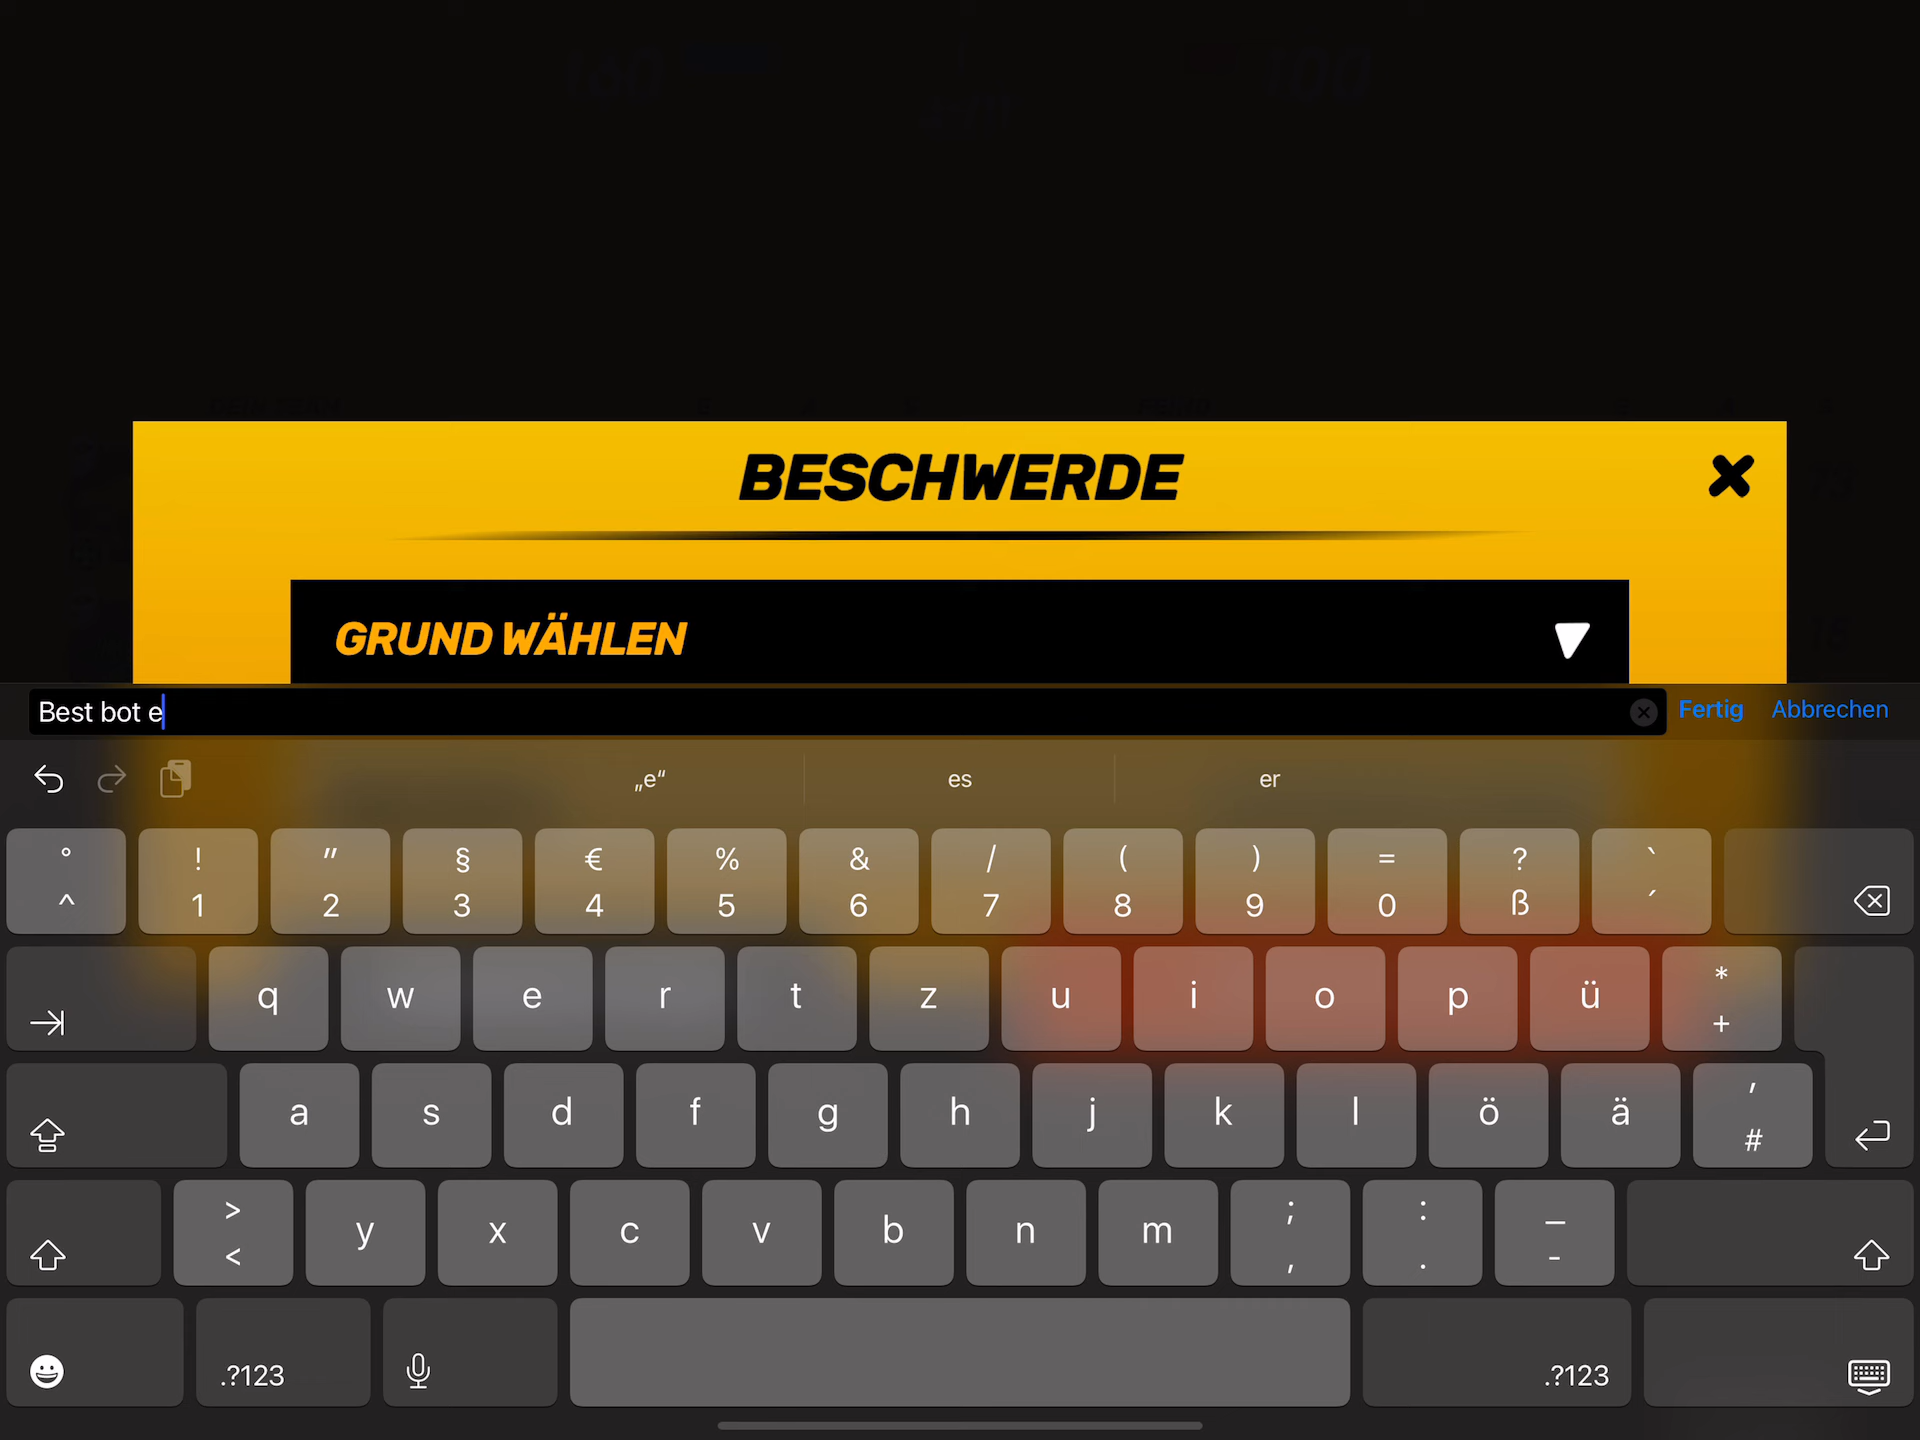 BESCHWERDE
GRUND WÄHLEN
Best bot e
Fertig Abbrechen
„e“ es er
° ! " § € % & / ( ) = ? `
^ 1 2 3 4 5 6 7 8 9 0 ß ´
q w e r t z u i o p ü * +
a s d f g h j k l ö ä ' #
> < y x c v b n m ; , : . _ -
.?123 .?123